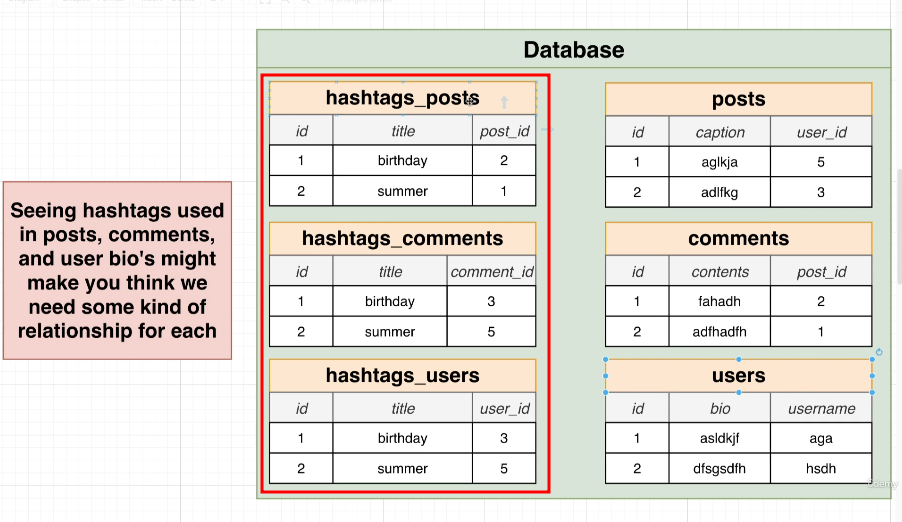 Database
Seeing hashtags used
in posts, comments,
and user bio's might
make you think we
need some kind of
relationship for each
hashtags_posts
id title post_id
1 birthday 2
2 summer 1
hashtags_comments
id title comment_id
1 birthday 3
2 summer 5
hashtags_users
id title user_id
1 birthday 3
2 summer 5
posts
id caption user_id
1 aglkja 5
2 adlfkg 3
comments
id contents post_id
1 fahadh 2
2 adfhadfh 1
users
id bio username
1 asldkjf aga
2 dfsgsdfh hsdh